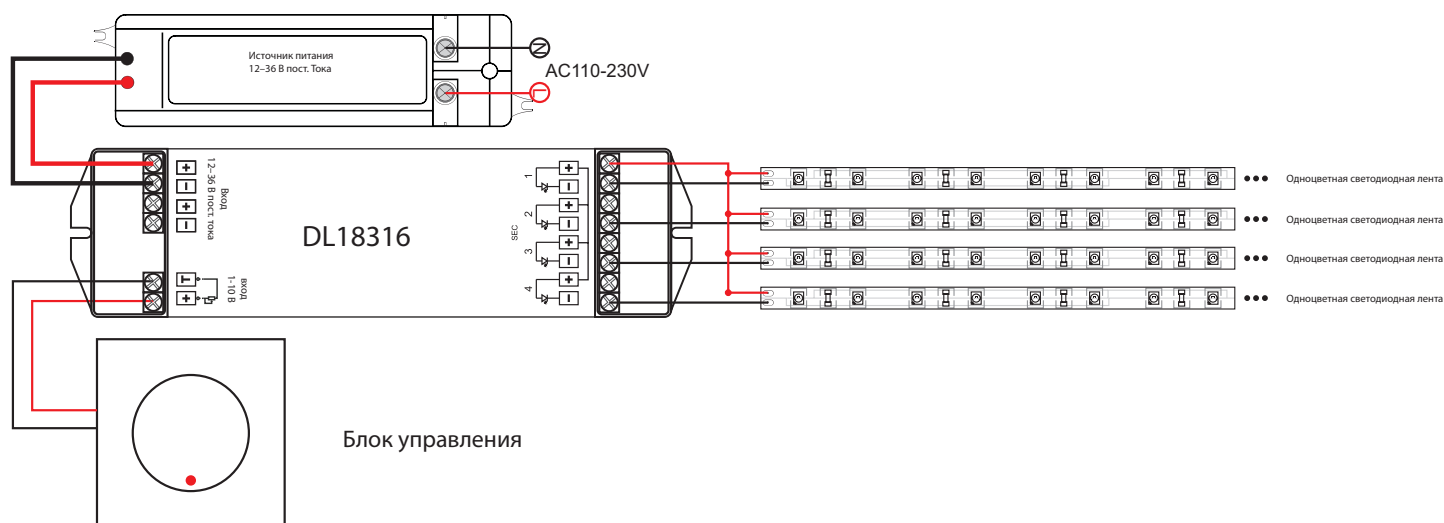 Источник питания
12–36 В пост. Тока
N
L
AC110-230V
+
−
+
−
Вход
12–36 В пост. тока
вход
1-10 В
+
DL18316
SEC
1
+
−
2
+
−
3
+
−
4
+
−
Одноцветная светодиодная лента
Одноцветная светодиодная лента
Одноцветная светодиодная лента
Одноцветная светодиодная лента
Блок управления